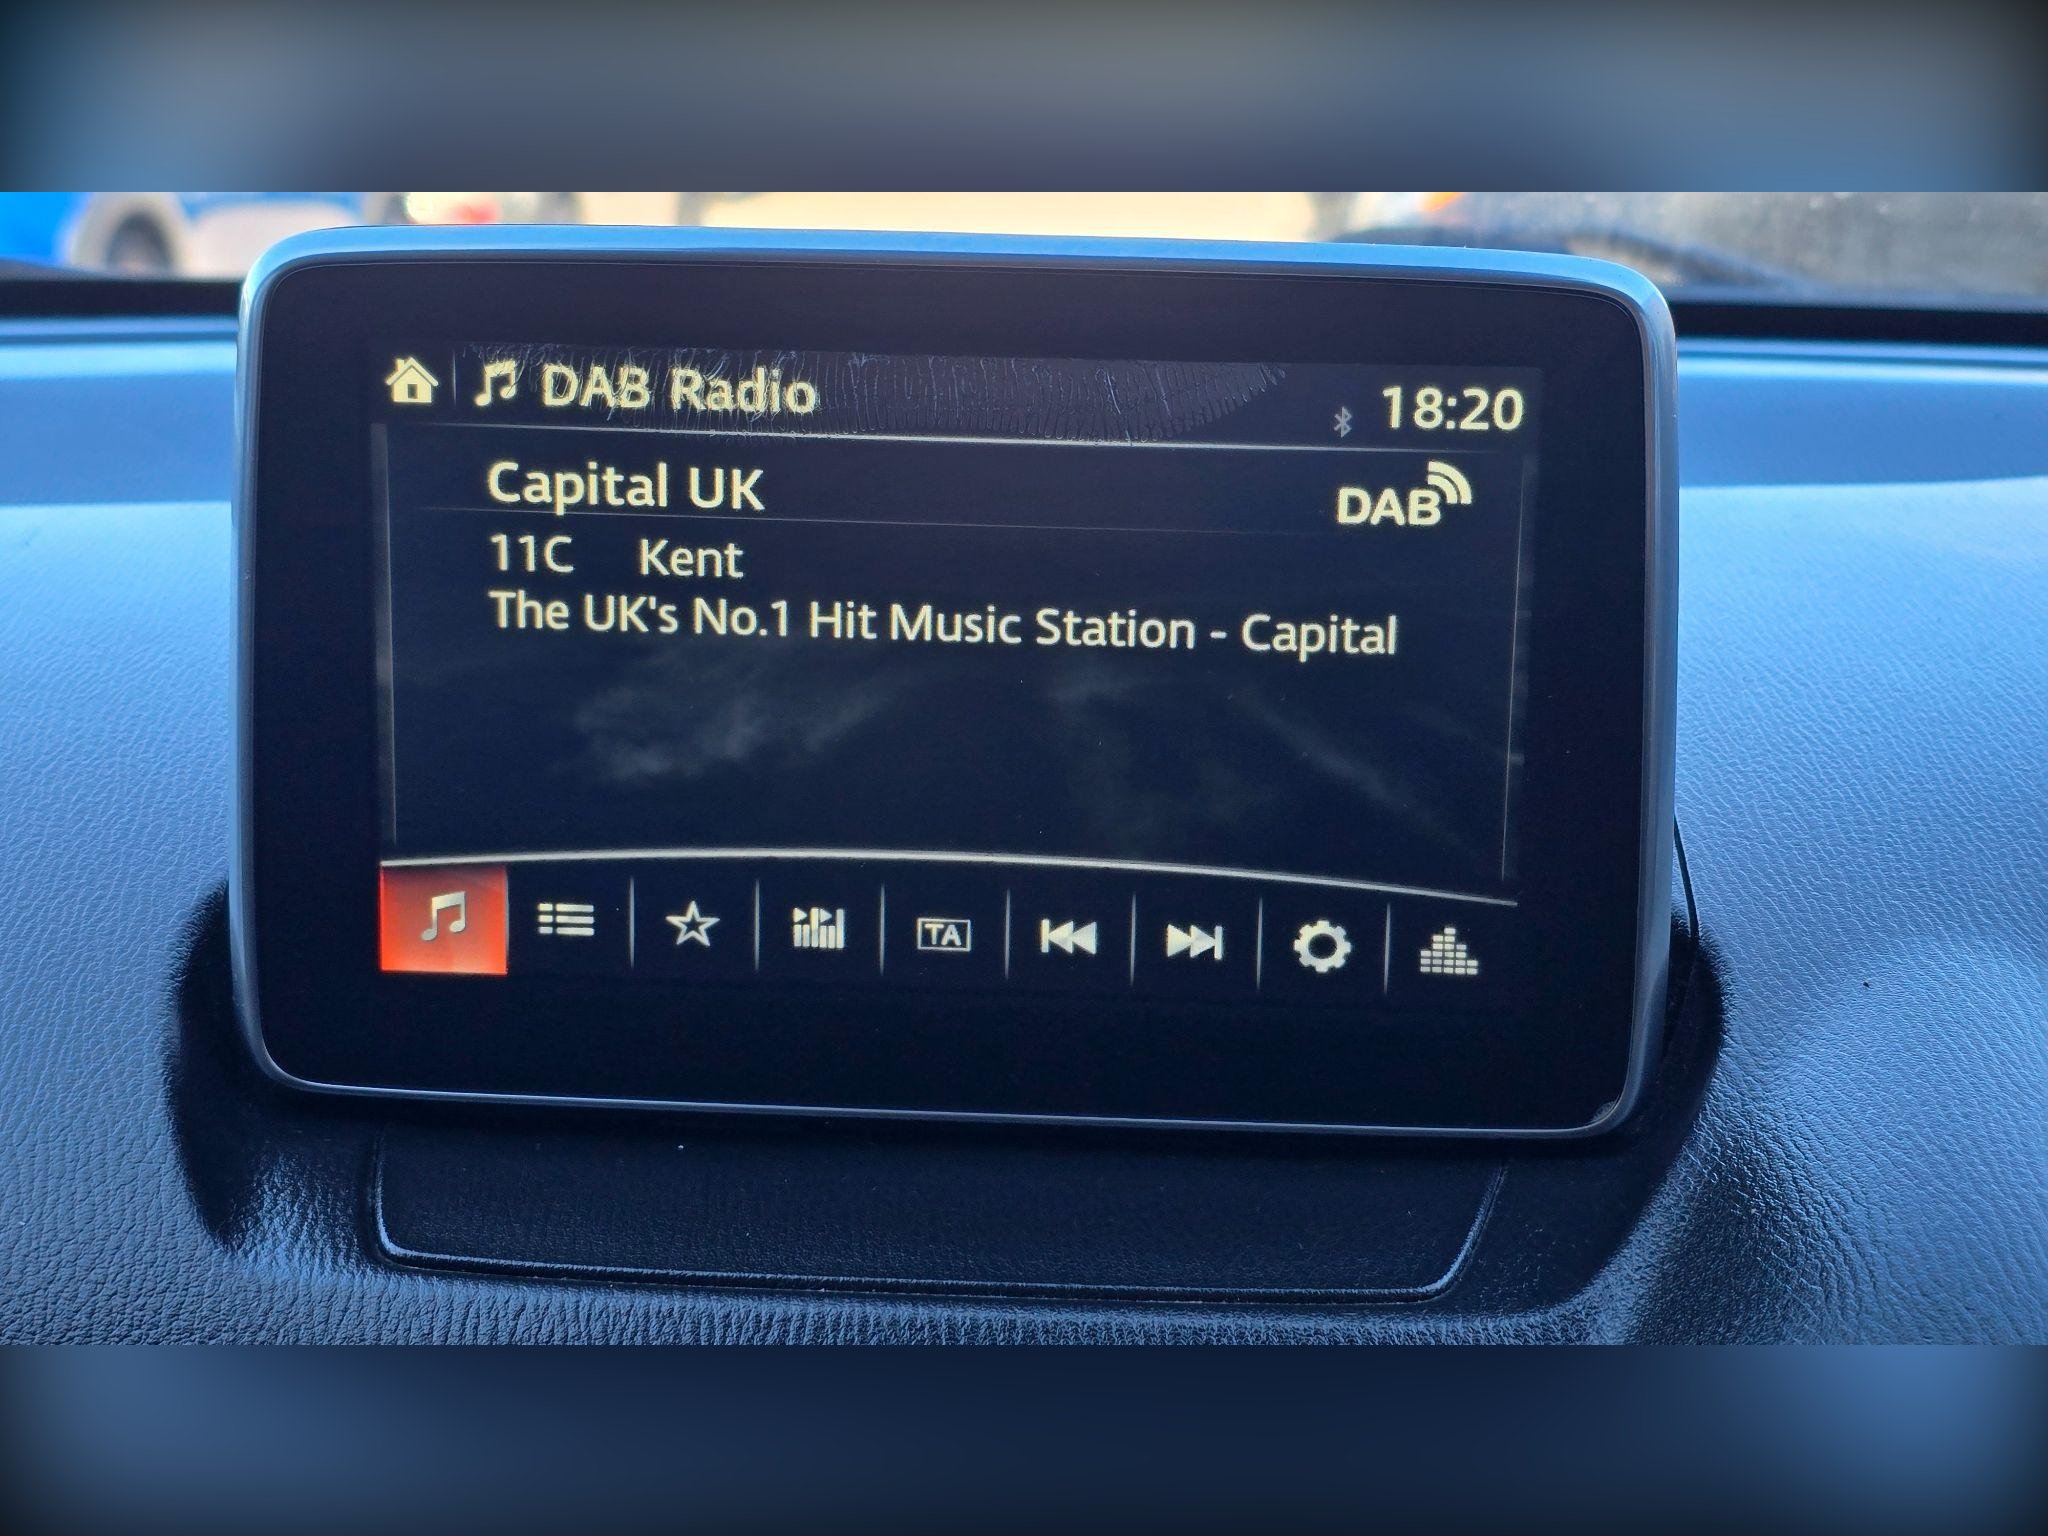 DAB Radio
18:20
Capital UK
DAB
11C Kent
The UK's No.1 Hit Music Station - Capital
TA